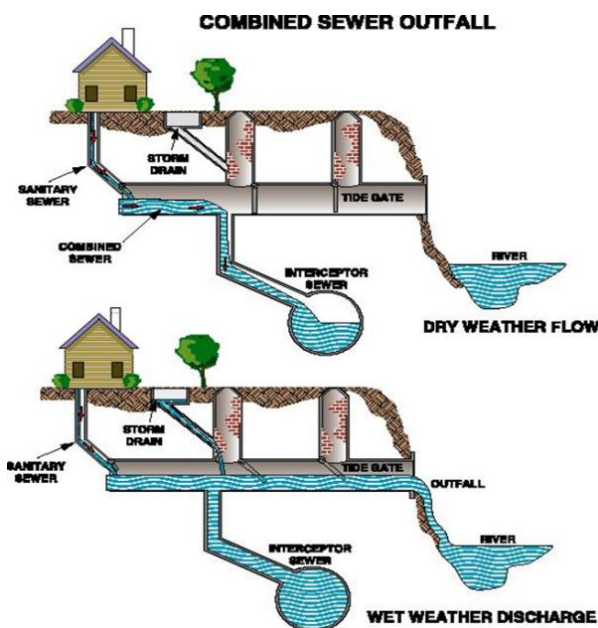 COMBINED SEWER OUTFALL
STORM
DRAIN
SANITARY
SEWER
TIDE GATE
COMBINED
SEWER
INTERCEPTOR
SEWER
RIVER
DRY WEATHER FLOW
STORM
DRAIN
SANITARY
SEWER
TIDE GATE
OUTFALL
INTERCEPTOR
SEWER
RIVER
WET WEATHER DISCHARGE